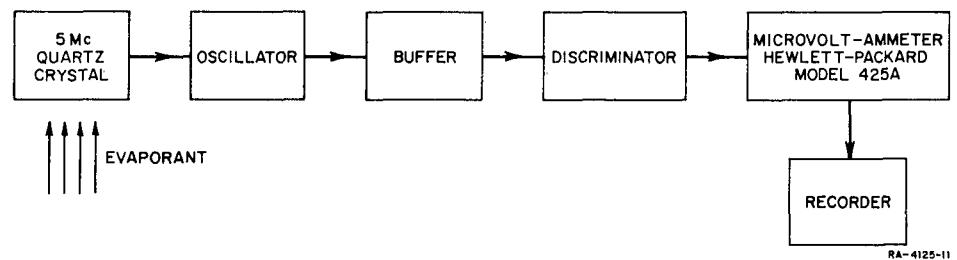 5 Mc
QUARTZ
CRYSTAL
OSCILLATOR
BUFFER
DISCRIMINATOR
MICROVOLT-AMMETER
HEWLETT-PACKARD
MODEL 425A
EVAPORANT
RECORDER
RA-4125-11